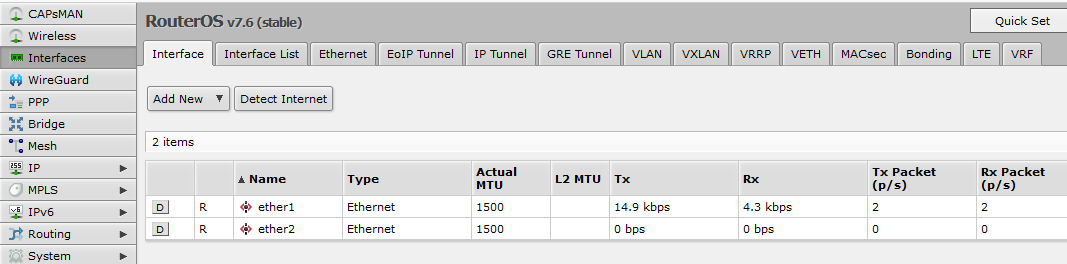 CAPsMAN
Wireless
Interfaces
WireGuard
PPP
Bridge
Mesh
IP
MPLS
IPv6
Routing
System
RouterOS v7.6 (stable)
Quick Set
Interface Interface List Ethernet EoIP Tunnel IP Tunnel GRE Tunnel VLAN VXLAN VRRP VETH MACsec Bonding LTE VRF
Add New ▼ Detect Internet
2 items
▲ Name Type Actual MTU L2 MTU Tx Rx Tx Packet (p/s) Rx Packet (p/s)
D R ether1 Ethernet 1500 14.9 kbps 4.3 kbps 2 2
D R ether2 Ethernet 1500 0 bps 0 bps 0 0